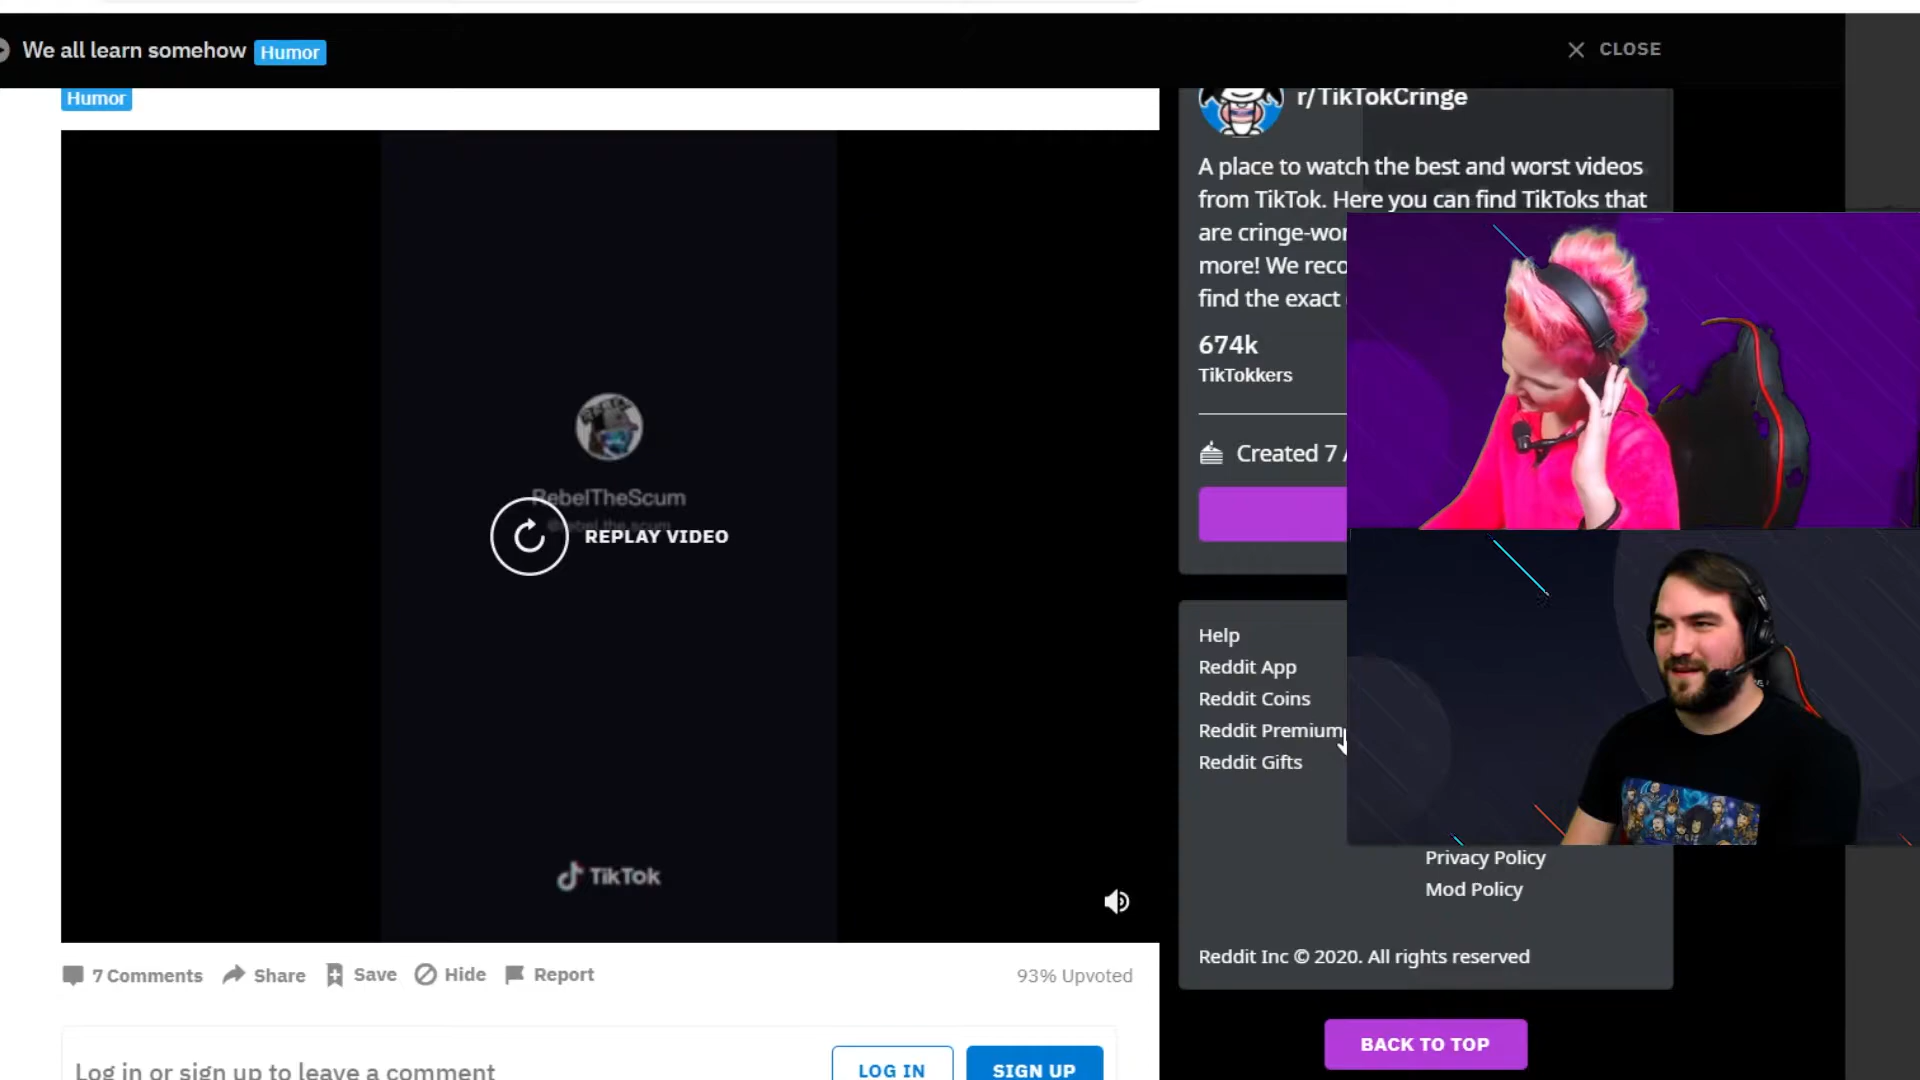 We all learn somehow Humor
CLOSE
Humor
RebelTheScum
REPLAY VIDEO
TikTok
7 Comments Share Save Hide Report
93% Upvoted
Log in or sign up to leave a comment
LOG IN
SIGN UP
r/TikTokCringe
A place to watch the best and worst videos
from TikTok. Here you can find TikToks that
are cringe-wor
more! We reco
find the exact
674k
TikTokkers
Created 7
Help
Reddit App
Reddit Coins
Reddit Premium
Reddit Gifts
Privacy Policy
Mod Policy
Reddit Inc © 2020. All rights reserved
BACK TO TOP